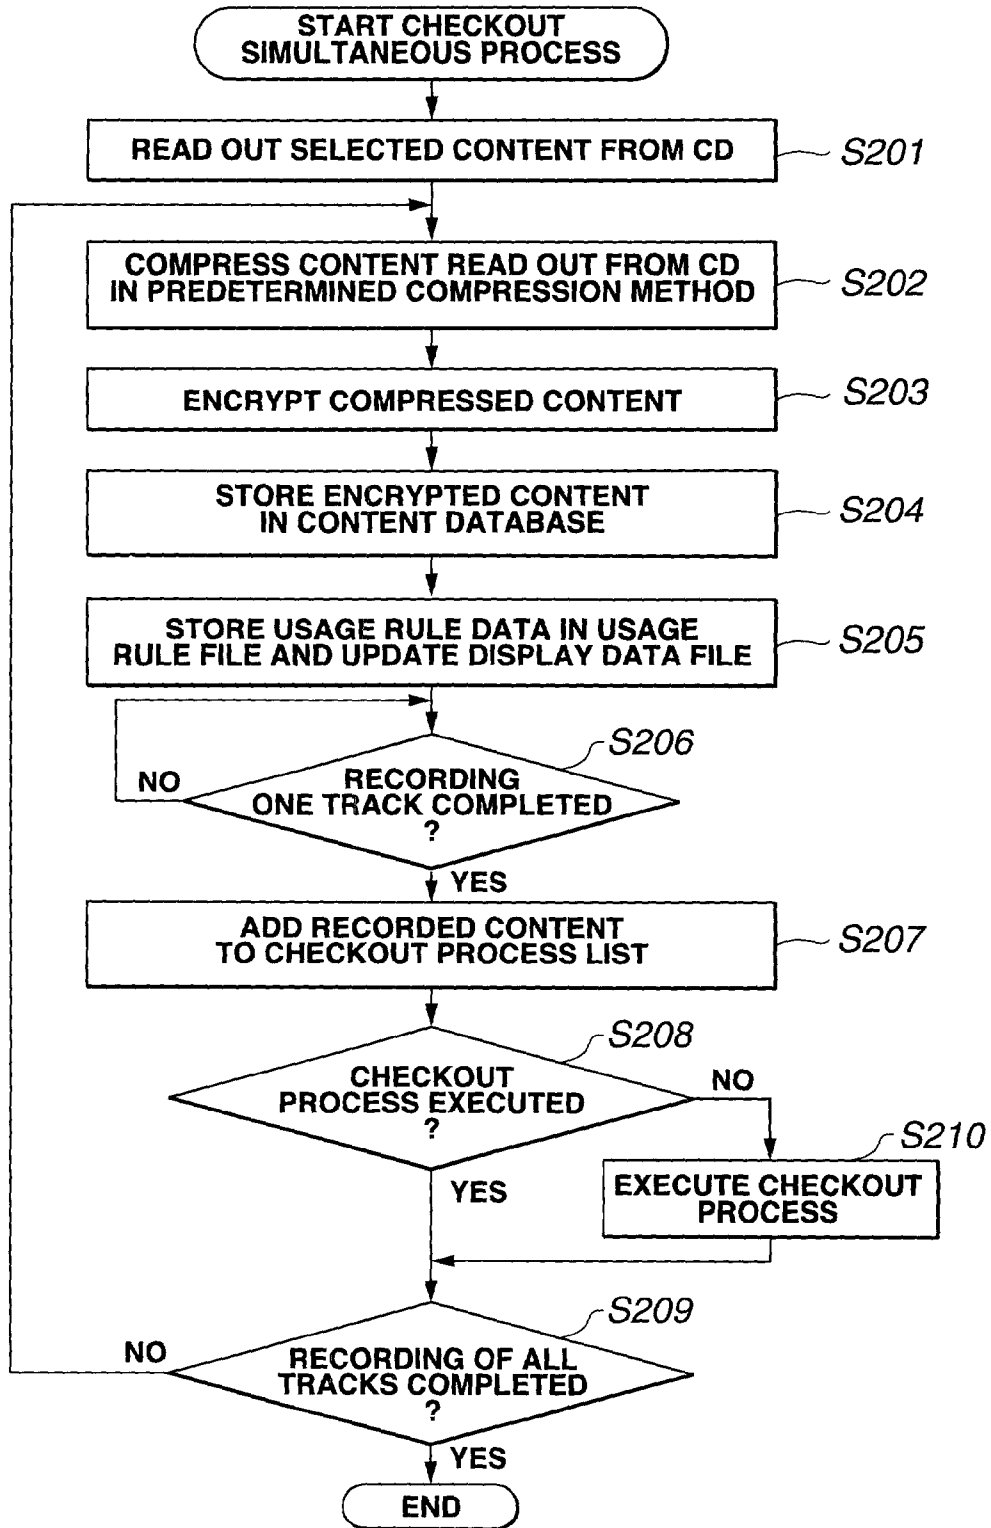 START CHECKOUT
SIMULTANEOUS PROCESS
READ OUT SELECTED CONTENT FROM CD
S201
COMPRESS CONTENT READ OUT FROM CD
IN PREDETERMINED COMPRESSION METHOD
S202
ENCRYPT COMPRESSED CONTENT
S203
STORE ENCRYPTED CONTENT
IN CONTENT DATABASE
S204
STORE USAGE RULE DATA IN USAGE
RULE FILE AND UPDATE DISPLAY DATA FILE
S205
S206
NO
RECORDING
ONE TRACK COMPLETED
?
YES
ADD RECORDED CONTENT
TO CHECKOUT PROCESS LIST
S207
S208
CHECKOUT
PROCESS EXECUTED
?
NO
S210
YES
EXECUTE CHECKOUT
PROCESS
S209
NO
RECORDING OF ALL
TRACKS COMPLETED
?
YES
END